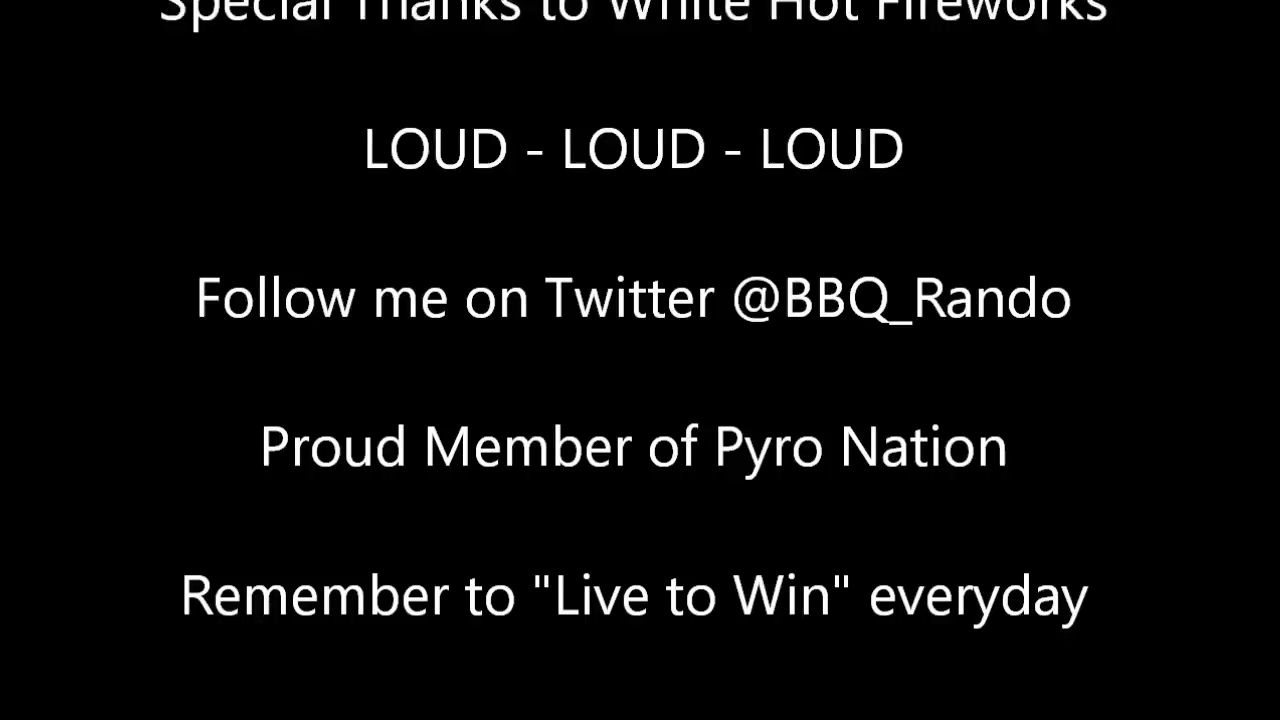 Special Thanks to White Hot Fireworks
LOUD - LOUD - LOUD
Follow me on Twitter @BBQ_Rando
Proud Member of Pyro Nation
Remember to "Live to Win" everyday